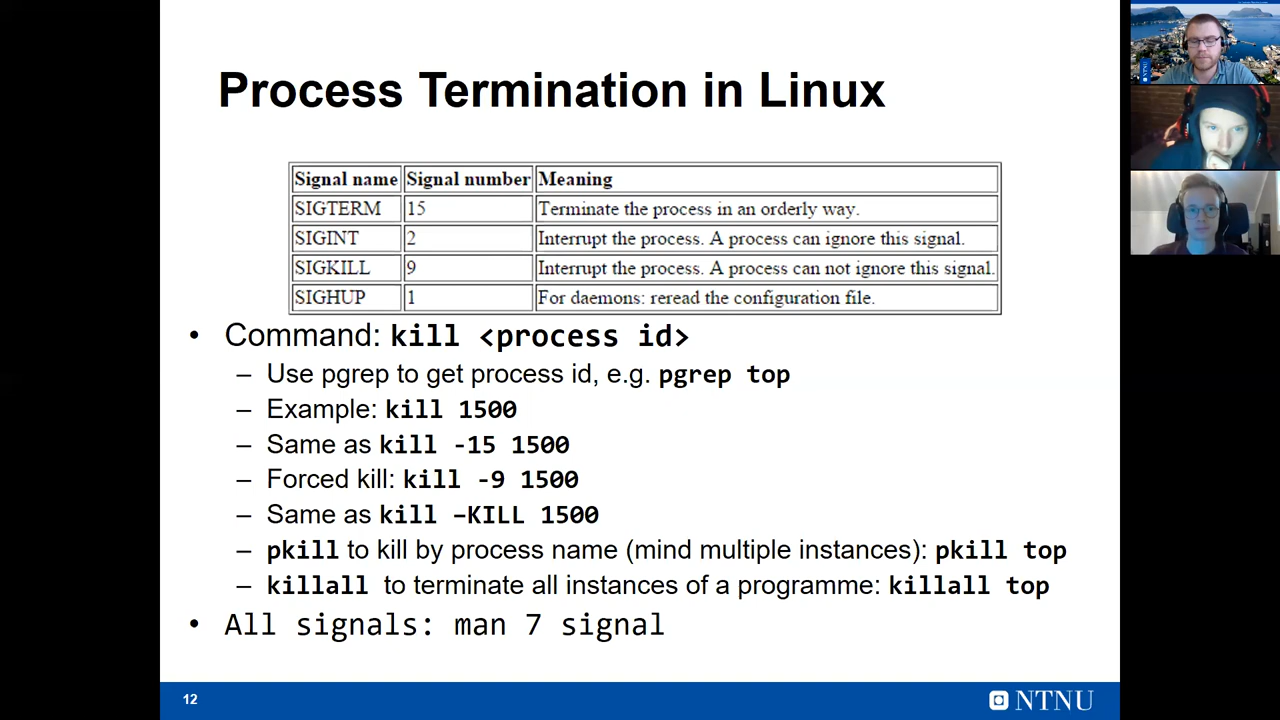 Process Termination in Linux
Signal name Signal number Meaning
SIGTERM 15 Terminate the process in an orderly way.
SIGINT 2 Interrupt the process. A process can ignore this signal.
SIGKILL 9 Interrupt the process. A process can not ignore this signal.
SIGHUP 1 For daemons: reread the configuration file.
• Command: kill <process id>
– Use pgrep to get process id, e.g. pgrep top
– Example: kill 1500
– Same as kill -15 1500
– Forced kill: kill -9 1500
– Same as kill –KILL 1500
– pkill to kill by process name (mind multiple instances): pkill top
– killall to terminate all instances of a programme: killall top
• All signals: man 7 signal
12
NTNU
NTNU